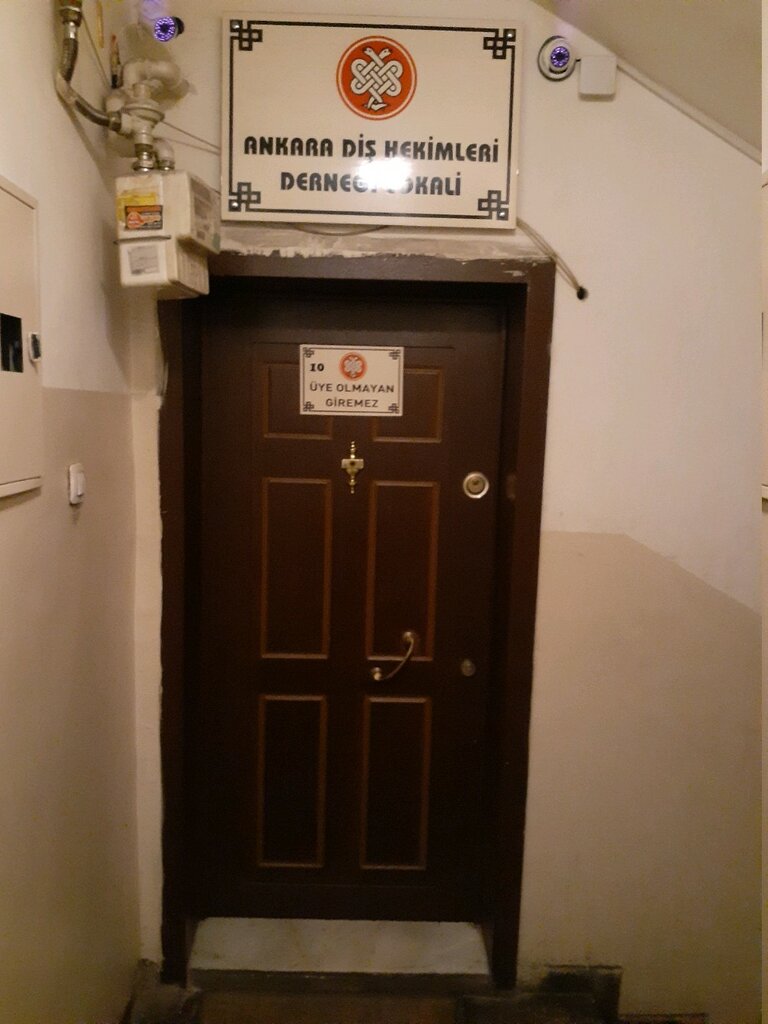 ANKARA DİŞ HEKİMLERİ
DERNEĞİ LOKALİ
10
ÜYE OLMAYAN
GİREMEZ